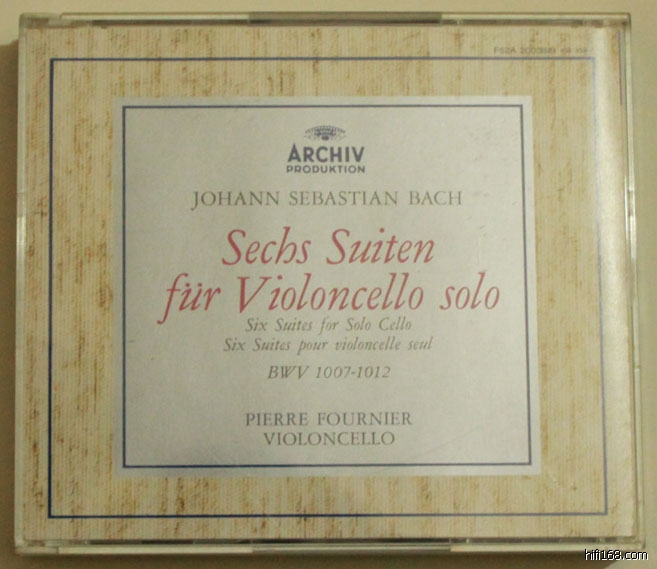 ARCHIV
PRODUKTION
JOHANN SEBASTIAN BACH
Sechs Suiten
für Violoncello solo
Six Suites for Solo Cello
Six Suites pour violoncelle seul
BWV 1007-1012
PIERRE FOURNIER
VIOLONCELLO
hifi168.com